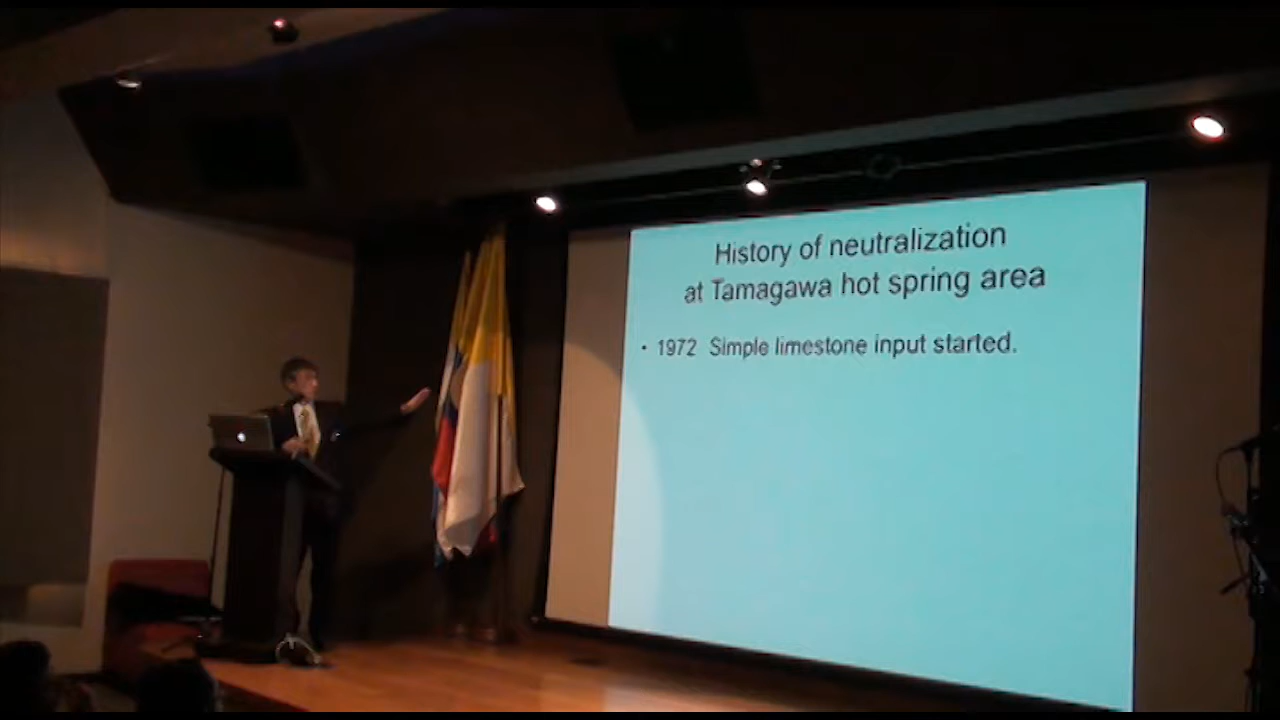 History of neutralization
at Tamagawa hot spring area
• 1972 Simple limestone input started.